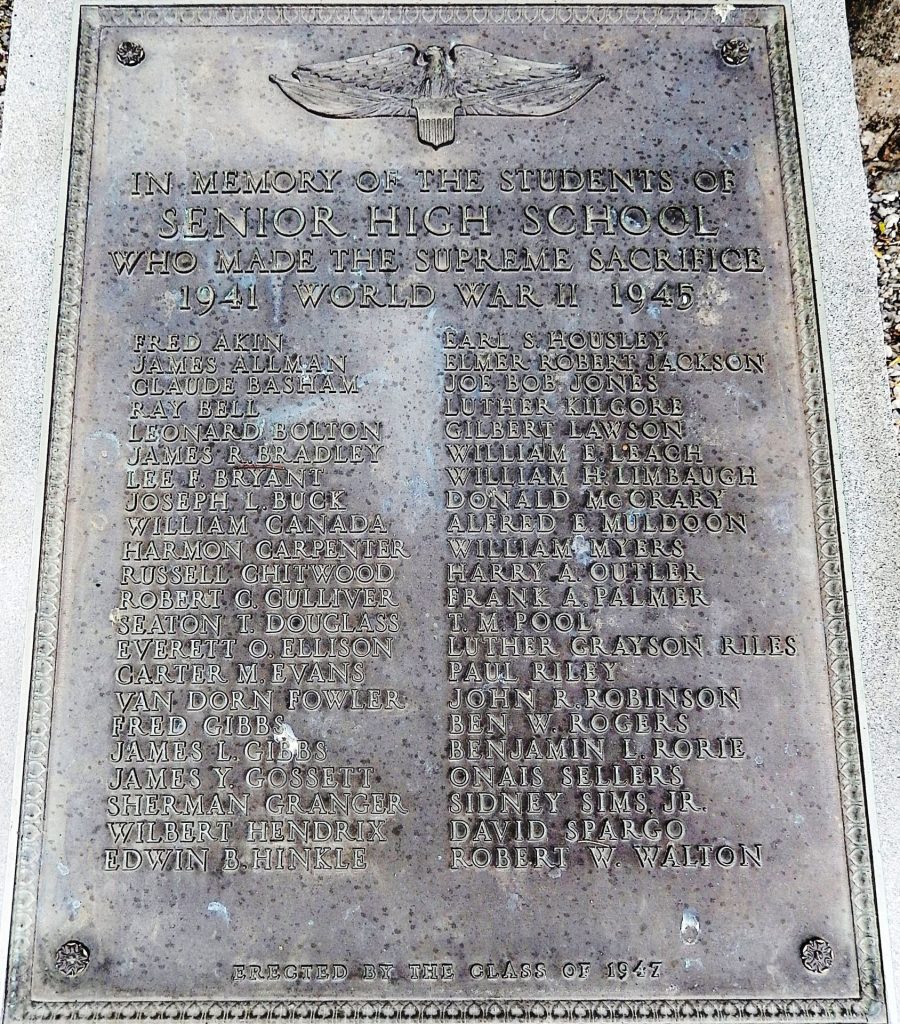 IN MEMORY OF THE STUDENTS OF
SENIOR HIGH SCHOOL
WHO MADE THE SUPREME SACRIFICE
1941 WORLD WAR II 1945
FRED AKIN
JAMES ALLMAN
CLAUDE BASHAM
RAY BELL
LEONARD BOLTON
JAMES R. BRADLEY
LEE F. BRYANT
JOSEPH L. BUCK
WILLIAM CANADA
HARMON CARPENTER
RUSSELL CHITWOOD
ROBERT C. CULLIVER
SEATON T. DOUGLASS
EVERETT O. ELLISON
CARTER M. EVANS
VAN DORN FOWLER
FRED GIBBS
JAMES L. GIBBS
JAMES Y. GOSSETT
SHERMAN GRANGER
WILBERT HENDRIX
EDWIN B. HINKLE
EARL S. HOUSLEY
ELMER ROBERT JACKSON
JOE BOB JONES
LUTHER KILGORE
GILBERT LAWSON
WILLIAM E. LEACH
WILLIAM H. LIMBAUGH
DONALD McCRARY
ALFRED E. MULDOON
WILLIAM MYERS
HARRY A. OUTLER
FRANK A. PALMER
T. M. POOL
LUTHER GRAYSON RILES
PAUL RILEY
JOHN R. ROBINSON
BEN W. ROGERS
BENJAMIN L. RORIE
ONAIS SELLERS
SIDNEY SIMS, JR.
DAVID SPARGO
ROBERT W. WALTON
ERECTED BY THE CLASS OF 1947